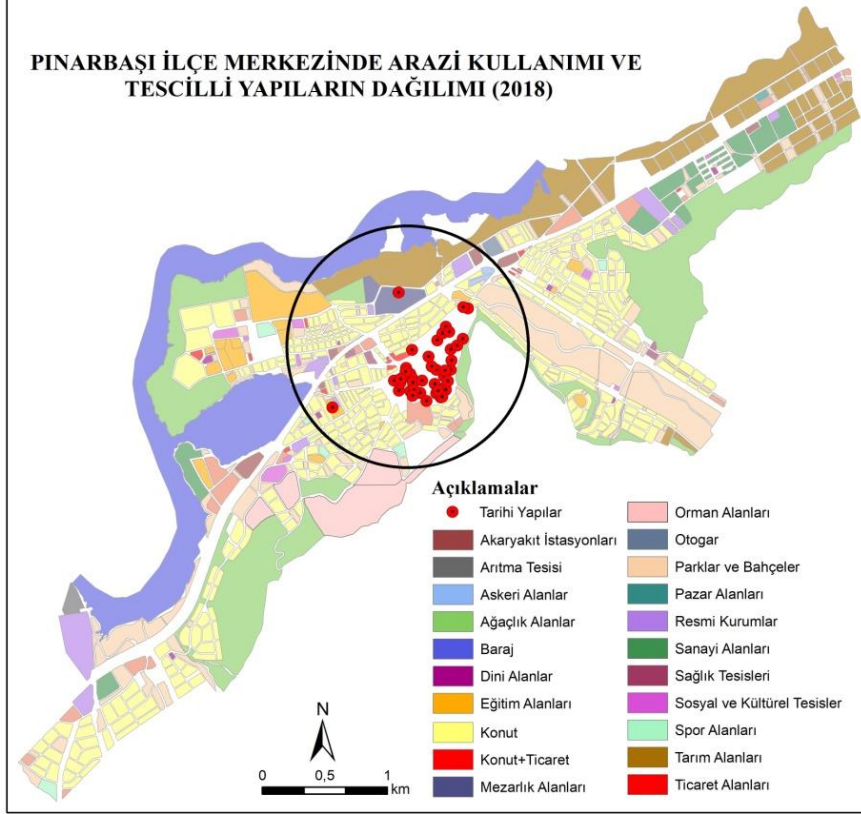 PINARBAŞI İLÇE MERKEZİNDE ARAZİ KULLANIMI VE
TESCİLLİ YAPILARIN DAĞILIMI (2018)
Açıklamalar
Tarihi Yapılar
Akaryakıt İstasyonları
Arıtma Tesisi
Askeri Alanlar
Ağaçlık Alanlar
Baraj
Dini Alanlar
Eğitim Alanları
Konut
Konut+Ticaret
Mezarlık Alanları
Orman Alanları
Otogar
Parklar ve Bahçeler
Pazar Alanları
Resmi Kurumlar
Sanayi Alanları
Sağlık Tesisleri
Sosyal ve Kültürel Tesisler
Spor Alanları
Tarım Alanları
Ticaret Alanları
N
0 0,5 1
km